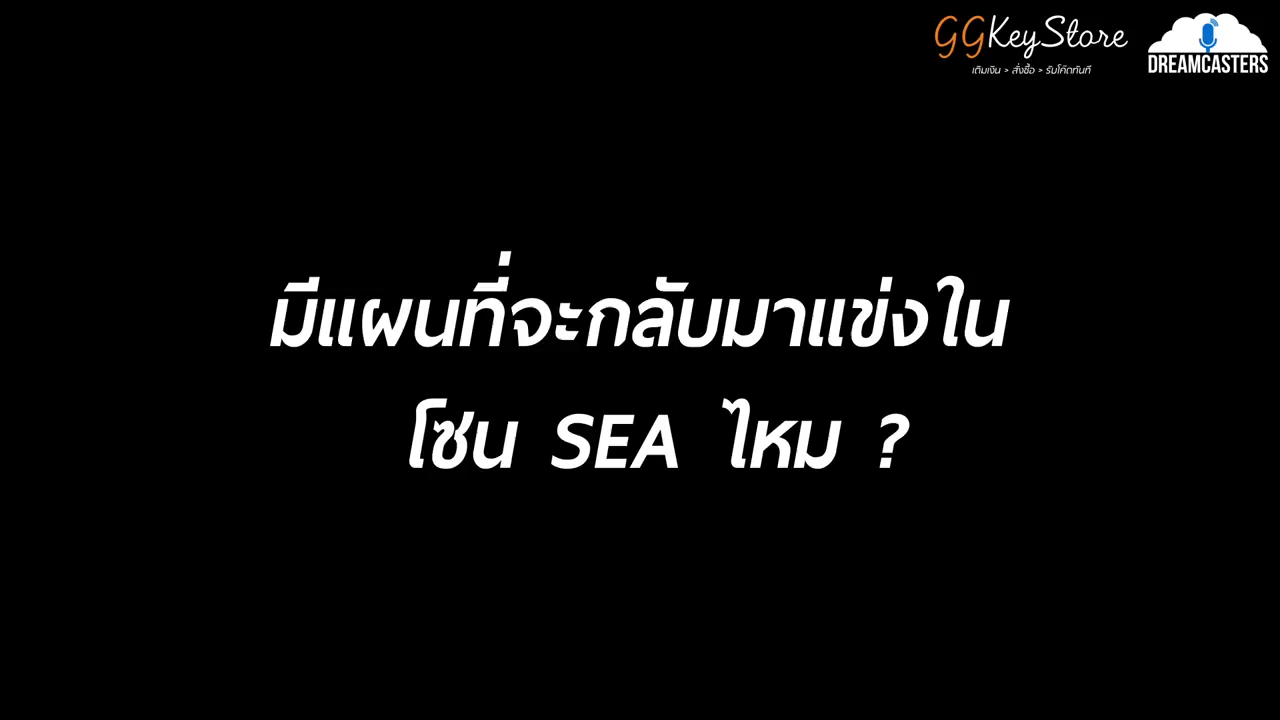 GGKeyStore
เติมเงิน > สั่งซื้อ > รับโค๊ดทันที
DREAMCASTERS
มีแผนที่จะกลับมาแข่งใน
โซน SEA ไหม ?